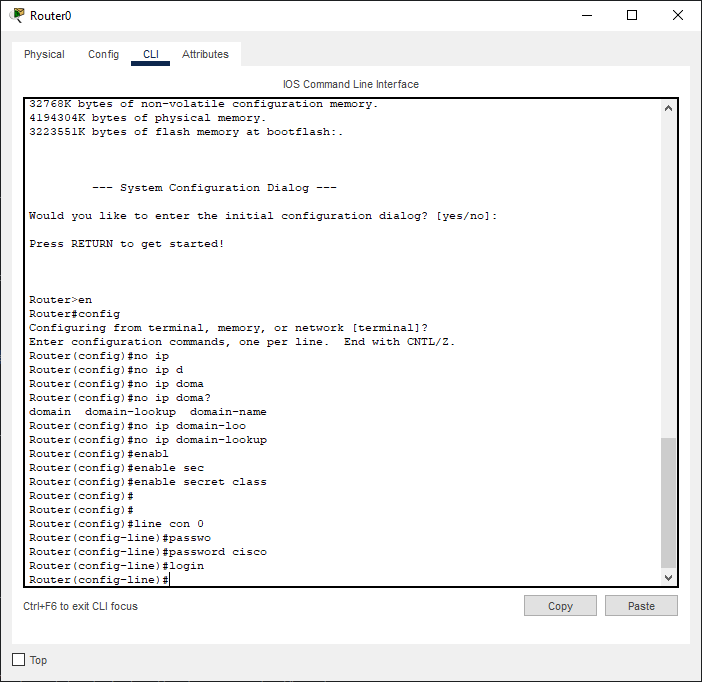 Router0
Physical Config CLI Attributes
IOS Command Line Interface
32768K bytes of non-volatile configuration memory.
4194304K bytes of physical memory.
3223551K bytes of flash memory at bootflash:.
--- System Configuration Dialog ---
Would you like to enter the initial configuration dialog? [yes/no]:
Press RETURN to get started!
Router>en
Router#config
Configuring from terminal, memory, or network [terminal]?
Enter configuration commands, one per line.  End with CNTL/Z.
Router(config)#no ip
Router(config)#no ip d
Router(config)#no ip doma
Router(config)#no ip doma?
domain  domain-lookup  domain-name
Router(config)#no ip domain-loo
Router(config)#no ip domain-lookup
Router(config)#enabl
Router(config)#enable sec
Router(config)#enable secret class
Router(config)#
Router(config)#
Router(config)#line con 0
Router(config-line)#passwo
Router(config-line)#password cisco
Router(config-line)#login
Router(config-line)#
Ctrl+F6 to exit CLI focus
Copy Paste
Top